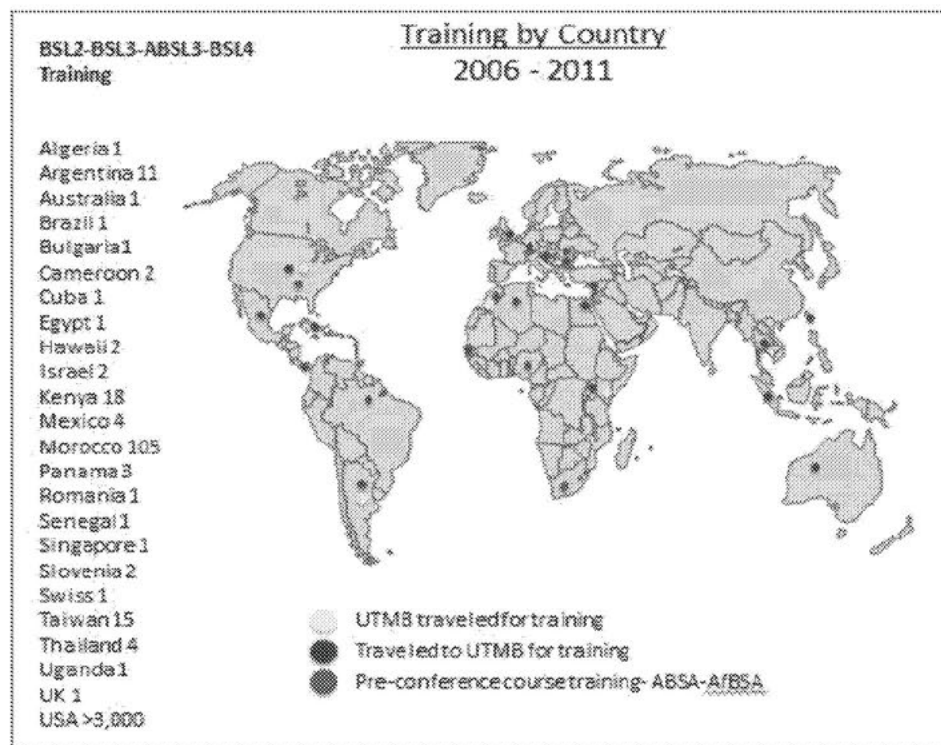 BSL2-BSL3-ABSL3-BSL4
Training
Training by Country
2006 - 2011
Algeria 1
Argentina 11
Australia 1
Brazil 1
Bulgaria 1
Cameroon 2
Cuba 1
Egypt 1
Hawaii 2
Israel 2
Kenya 18
Mexico 4
Morocco 105
Panama 3
Romania 1
Senegal 1
Singapore 1
Slovenia 2
Swiss 1
Taiwan 15
Thailand 4
Uganda 1
UK 1
USA >3,000
UTMB traveled for training
Traveled to UTMB for training
Pre-conference course training- ABSA-AfBSA